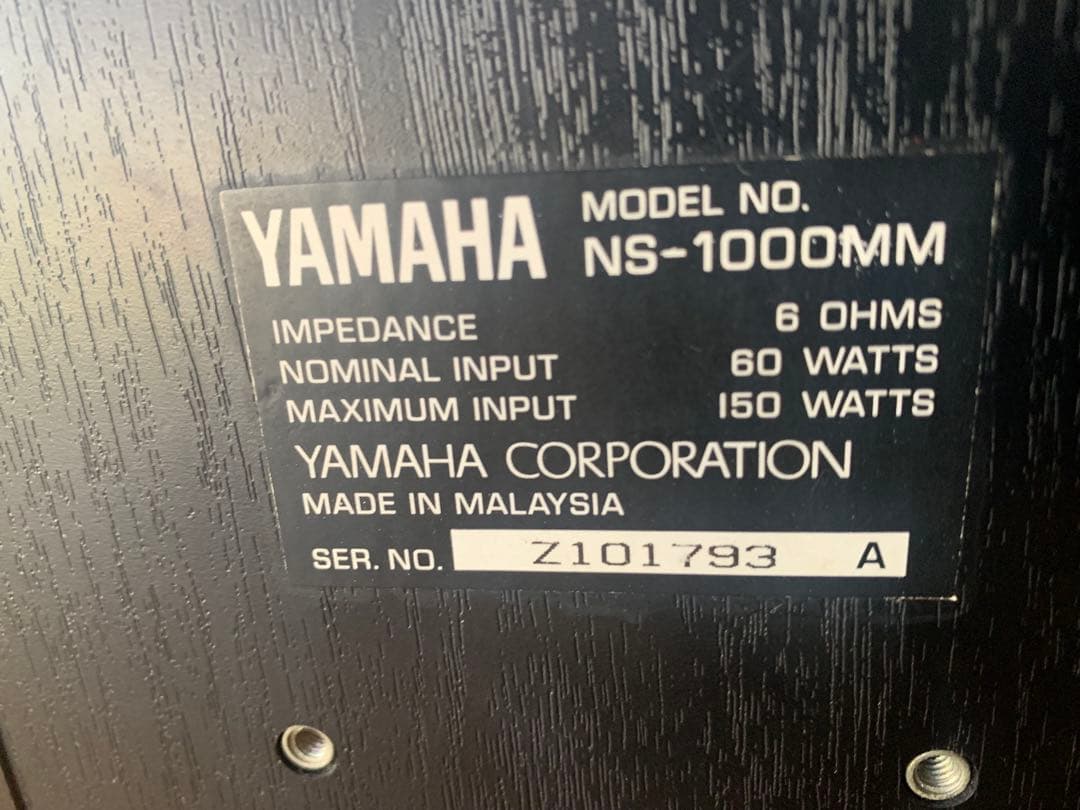 YAMAHA MODEL NO.
NS-1000MM
IMPEDANCE 6 OHMS
NOMINAL INPUT 60 WATTS
MAXIMUM INPUT 150 WATTS
YAMAHA CORPORATION
MADE IN MALAYSIA
SER. NO. Z101793 A